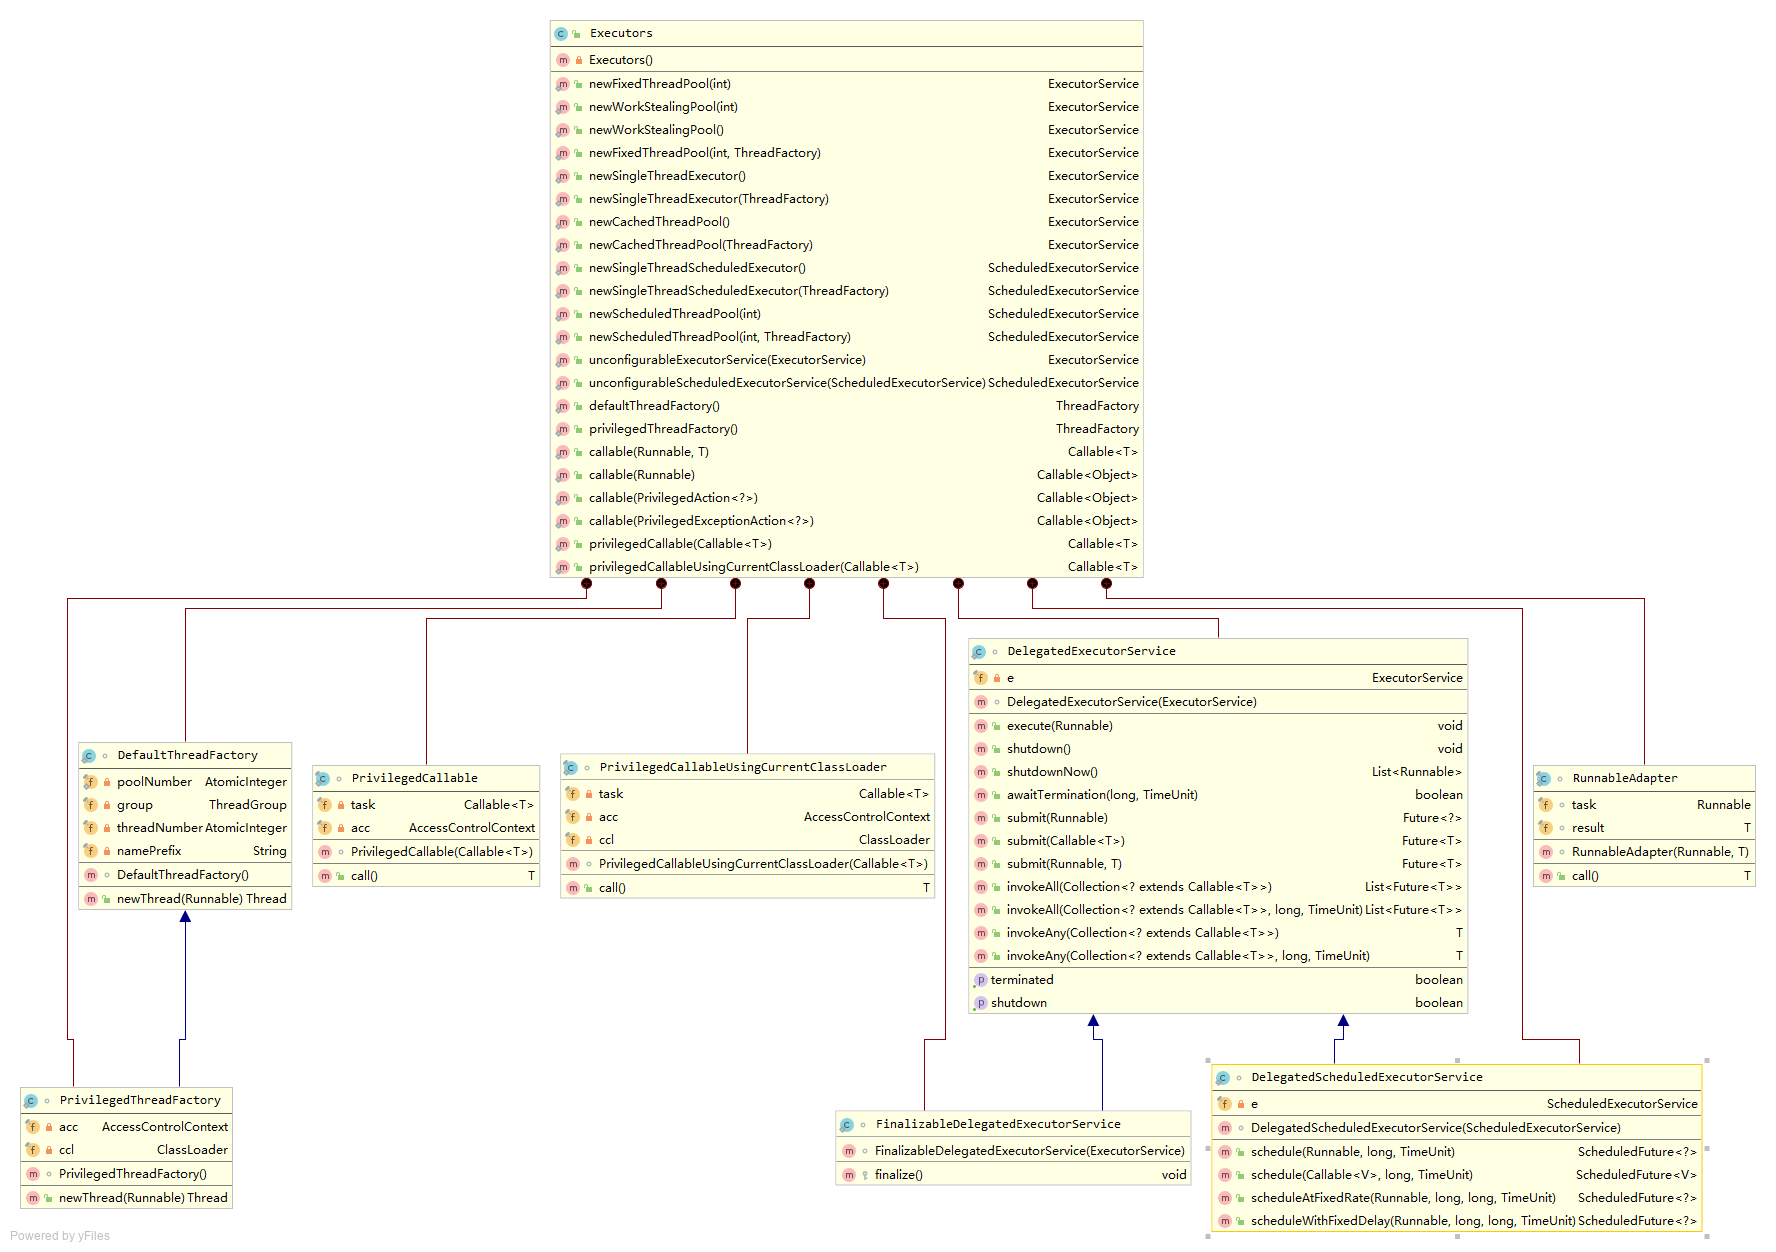 Executors
Executors()
newFixedThreadPool(int) ExecutorService
newWorkStealingPool(int) ExecutorService
newWorkStealingPool() ExecutorService
newFixedThreadPool(int, ThreadFactory) ExecutorService
newSingleThreadExecutor() ExecutorService
newSingleThreadExecutor(ThreadFactory) ExecutorService
newCachedThreadPool() ExecutorService
newCachedThreadPool(ThreadFactory) ExecutorService
newSingleThreadScheduledExecutor() ScheduledExecutorService
newSingleThreadScheduledExecutor(ThreadFactory) ScheduledExecutorService
newScheduledThreadPool(int) ScheduledExecutorService
newScheduledThreadPool(int, ThreadFactory) ScheduledExecutorService
unconfigurableExecutorService(ExecutorService) ExecutorService
unconfigurableScheduledExecutorService(ScheduledExecutorService) ScheduledExecutorService
defaultThreadFactory() ThreadFactory
privilegedThreadFactory() ThreadFactory
callable(Runnable, T) Callable<T>
callable(Runnable) Callable<Object>
callable(PrivilegedAction<?>) Callable<Object>
callable(PrivilegedExceptionAction<?>) Callable<Object>
privilegedCallable(Callable<T>) Callable<T>
privilegedCallableUsingCurrentClassLoader(Callable<T>) Callable<T>
DefaultThreadFactory
poolNumber AtomicInteger
group ThreadGroup
threadNumber AtomicInteger
namePrefix String
DefaultThreadFactory()
newThread(Runnable) Thread
PrivilegedCallable
task Callable<T>
acc AccessControlContext
PrivilegedCallable(Callable<T>)
call() T
PrivilegedCallableUsingCurrentClassLoader
task Callable<T>
acc AccessControlContext
ccl ClassLoader
PrivilegedCallableUsingCurrentClassLoader(Callable<T>)
call() T
DelegatedExecutorService
e ExecutorService
DelegatedExecutorService(ExecutorService)
execute(Runnable) void
shutdown() void
shutdownNow() List<Runnable>
awaitTermination(long, TimeUnit) boolean
submit(Runnable) Future<?>
submit(Callable<T>) Future<T>
submit(Runnable, T) Future<T>
invokeAll(Collection<? extends Callable<T>>) List<Future<T>>
invokeAll(Collection<? extends Callable<T>>, long, TimeUnit) List<Future<T>>
invokeAny(Collection<? extends Callable<T>>) T
invokeAny(Collection<? extends Callable<T>>, long, TimeUnit) T
terminated boolean
shutdown boolean
RunnableAdapter
task Runnable
result T
RunnableAdapter(Runnable, T)
call() T
PrivilegedThreadFactory
acc AccessControlContext
ccl ClassLoader
PrivilegedThreadFactory()
newThread(Runnable) Thread
FinalizableDelegatedExecutorService
FinalizableDelegatedExecutorService(ExecutorService)
finalize() void
DelegatedScheduledExecutorService
e ScheduledExecutorService
DelegatedScheduledExecutorService(ScheduledExecutorService)
schedule(Runnable, long, TimeUnit) ScheduledFuture<?>
schedule(Callable<V>, long, TimeUnit) ScheduledFuture<V>
scheduleAtFixedRate(Runnable, long, long, TimeUnit) ScheduledFuture<?>
scheduleWithFixedDelay(Runnable, long, long, TimeUnit) ScheduledFuture<?>
Powered by yFiles